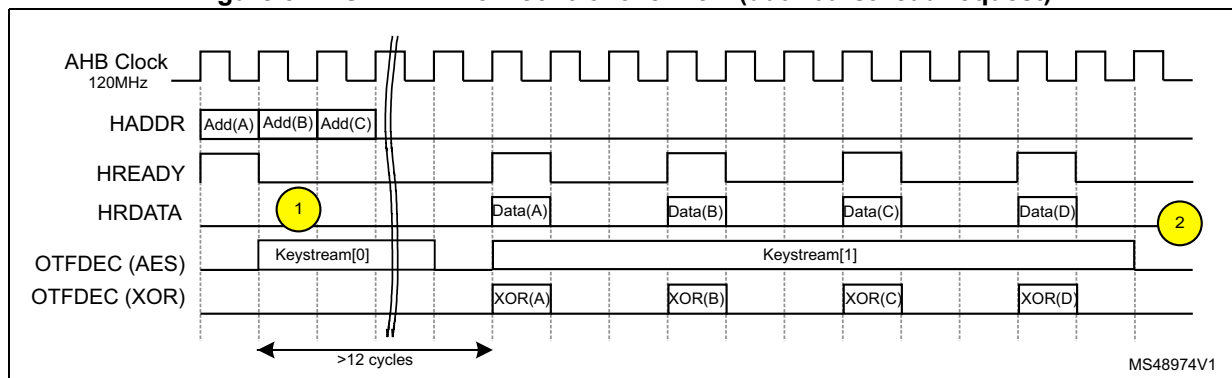 AHB Clock
120MHz
HADDR Add(A) Add(B) Add(C)
HREADY
HRDATA 1 Data(A) Data(B) Data(C) Data(D) 2
OTFDEC (AES) Keystream[0] Keystream[1]
OTFDEC (XOR) XOR(A) XOR(B) XOR(C) XOR(D)
>12 cycles
MS48974V1